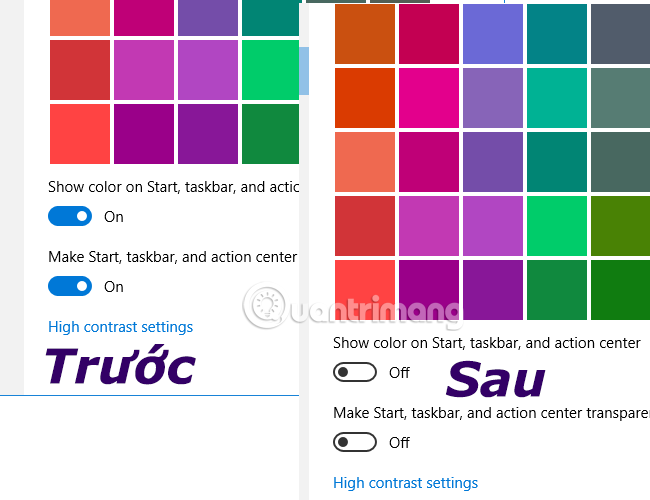 Show color on Start, taskbar, and actic
On
Make Start, taskbar, and action center
On
High contrast settings
Trước
Quantrimang
Show color on Start, taskbar, and action center
Off
Sau
Make Start, taskbar, and action center transpare
Off
High contrast settings